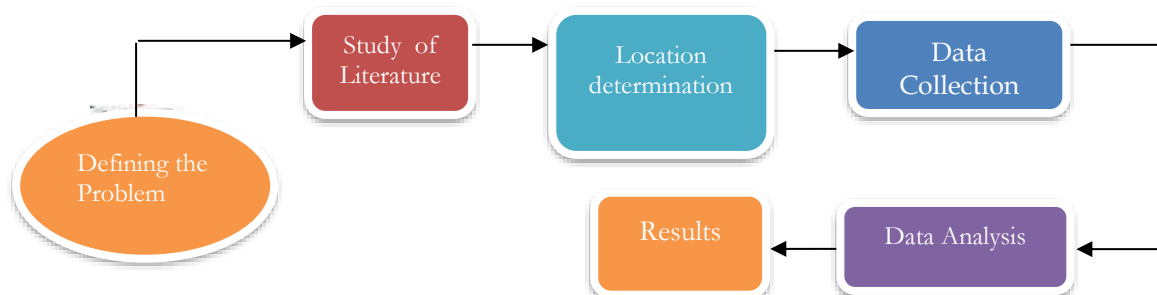 Defining the
Problem
Study of
Literature
Location
determination
Data
Collection
Data Analysis
Results